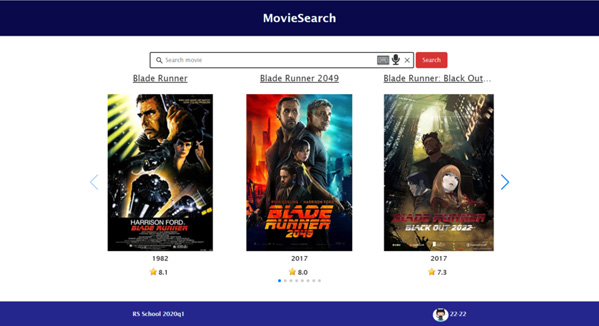 MovieSearch
Search movie
Search
Blade Runner
Blade Runner 2049
Blade Runner: Black Out...
HARRISON FORD
BLADE RUNNER
BLADE
RUNNER
2049
BLADE RUNNER
BLACK OUT 2022
1982
2017
2017
8.1
8.0
7.3
RS School 2020q1
22-22